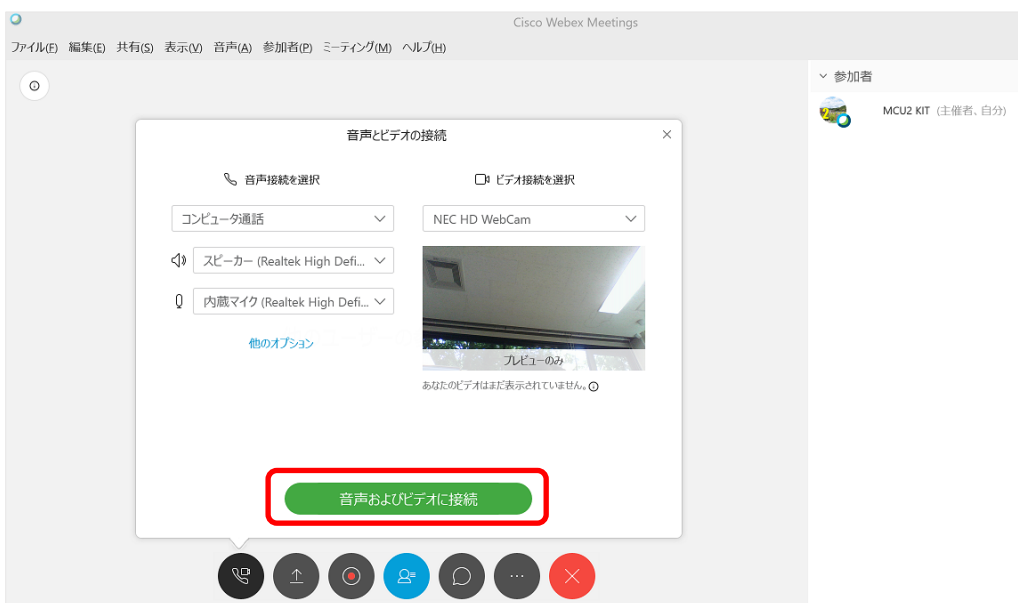 Cisco Webex Meetings
ファイル(F) 編集(E) 共有(S) 表示(V) 音声(A) 参加者(P) ミーティング(M) ヘルプ(H)
参加者
MCU2 KIT (主催者、自分)
音声とビデオの接続
音声接続を選択
ビデオ接続を選択
コンピュータ通話
NEC HD WebCam
スピーカー (Realtek High Defi...
内蔵マイク (Realtek High Defi...
他のオプション
プレビューのみ
あなたのビデオはまだ表示されていません。
音声およびビデオに接続